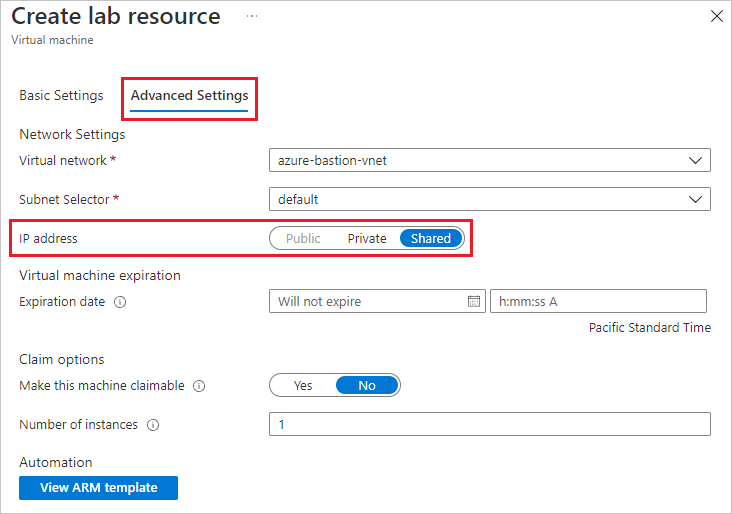 Create lab resource ...
Virtual machine
Basic Settings Advanced Settings
Network Settings
Virtual network * azure-bastion-vnet
Subnet Selector * default
IP address Public Private Shared
Virtual machine expiration
Expiration date Will not expire h:mm:ss A
Pacific Standard Time
Claim options
Make this machine claimable Yes No
Number of instances 1
Automation
View ARM template